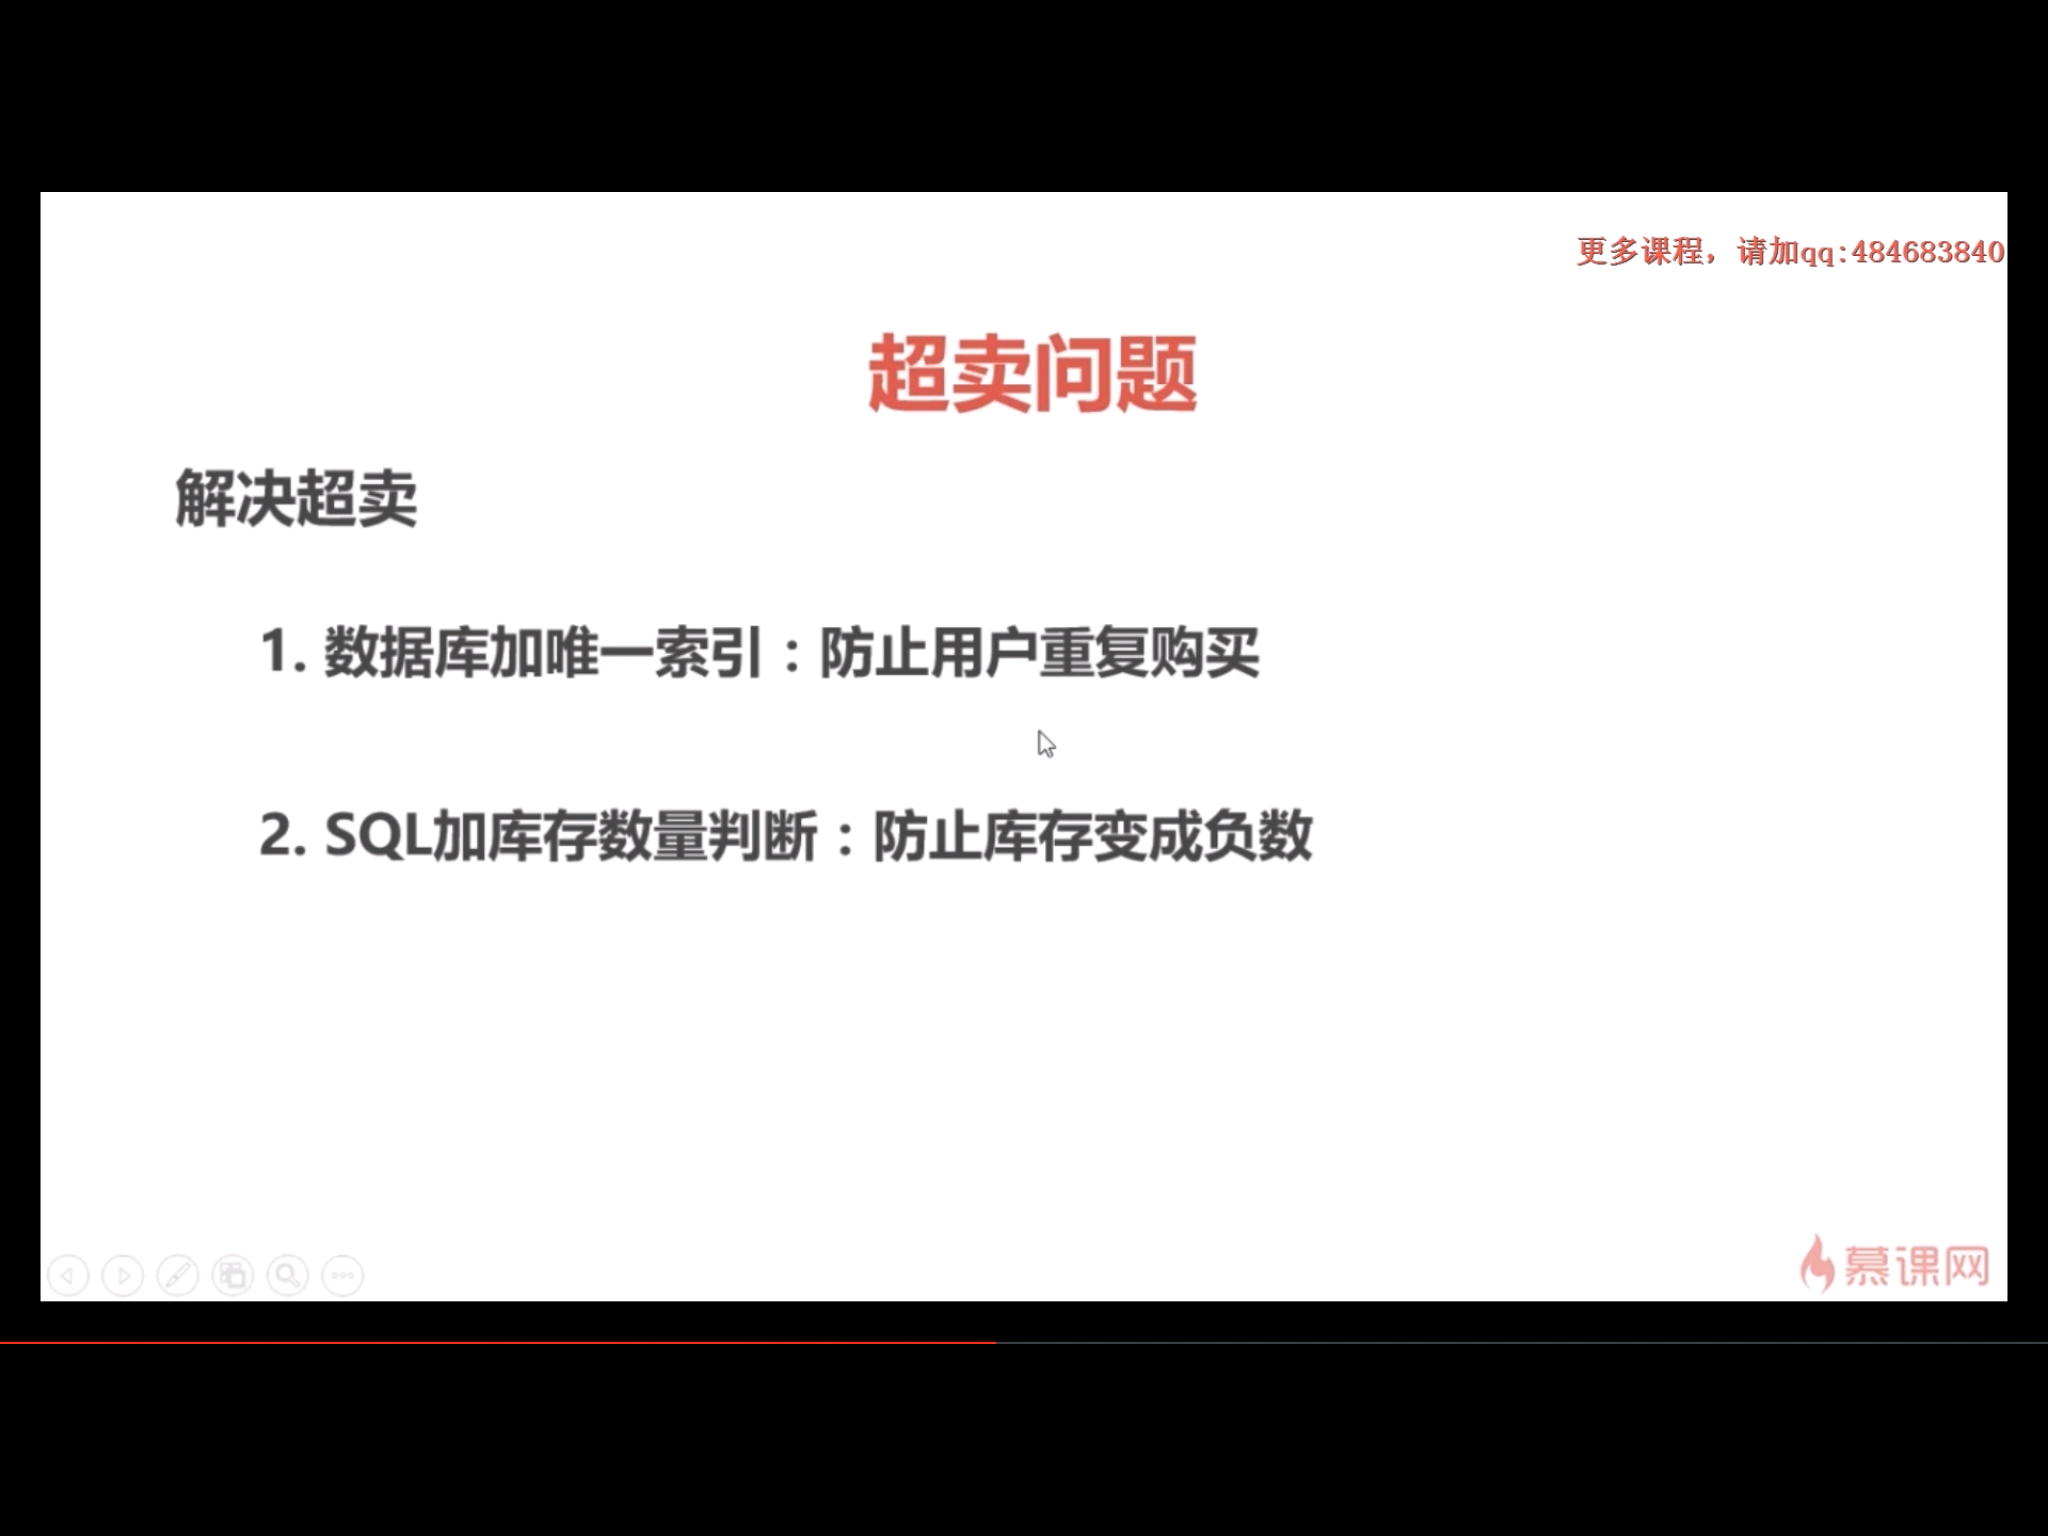 更多课程，请加qq:484683840
超卖问题
解决超卖
1. 数据库加唯一索引：防止用户重复购买
2. SQL加库存数量判断：防止库存变成负数
慕课网